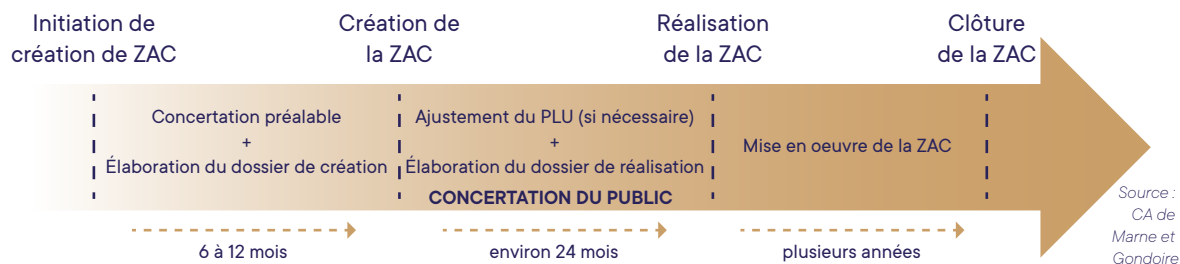 Initiation de
création de ZAC
Création de
la ZAC
Réalisation
de la ZAC
Clôture
de la ZAC
Concertation préalable
+
Élaboration du dossier de création
Ajustement du PLU (si nécessaire)
+
Élaboration du dossier de réalisation
CONCERTATION DU PUBLIC
Mise en oeuvre de la ZAC
6 à 12 mois
environ 24 mois
plusieurs années
Source :
CA de
Marne et
Gondoire